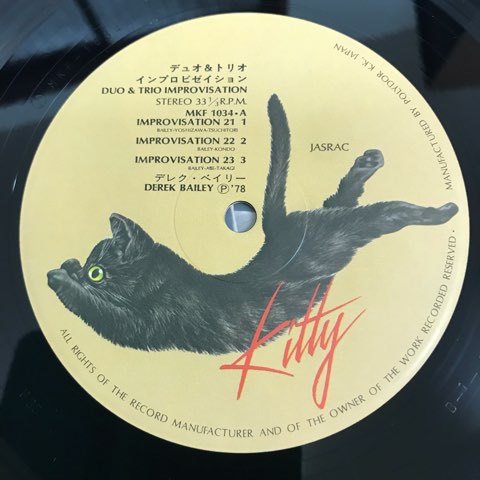 デュオ&トリオ
インプロビゼイション
DUO & TRIO IMPROVISATION
STEREO 33 1/3 R.P.M.
MKF 1034・A
IMPROVISATION 21 1
BAILEY-YOSHIZAWA-TSUCHITORI
IMPROVISATION 22 2
BAILEY-KONDO
IMPROVISATION 23 3
BAILEY-ABE-TAKAGI
デレク・ベイリー
DEREK BAILEY Ⓟ '78
JASRAC
Kitty
ALL RIGHTS OF THE RECORD MANUFACTURER AND OF THE OWNER OF THE WORK RECORDED RESERVED・MANUFACTURED BY POLYDOR K.K. JAPAN